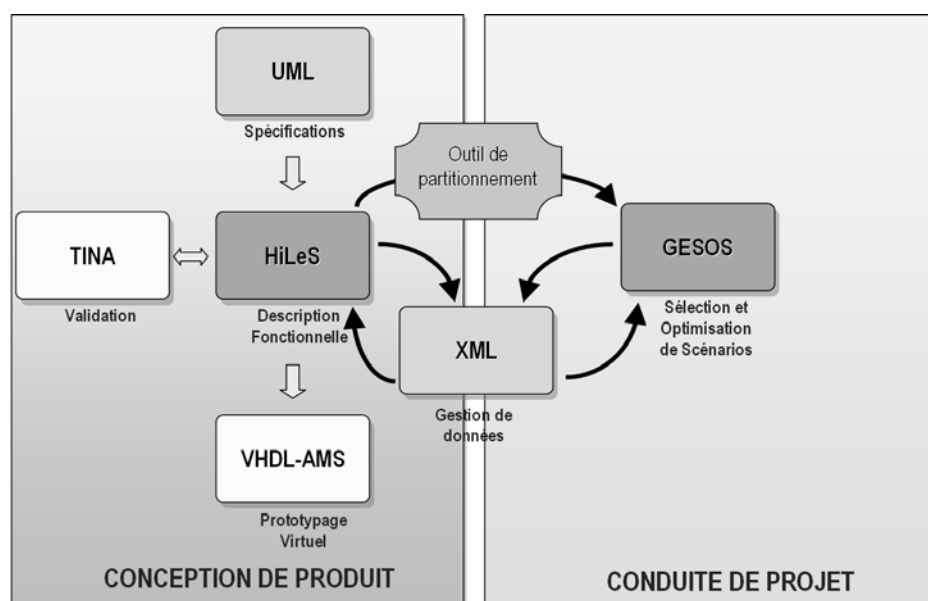 UML
Spécifications
Outil de
partitionnement
TINA
Validation
HiLeS
Description
Fonctionnelle
GESOS
Sélection et
Optimisation
de Scénarios
XML
Gestion de
données
VHDL-AMS
Prototypage
Virtuel
CONCEPTION DE PRODUIT
CONDUITE DE PROJET